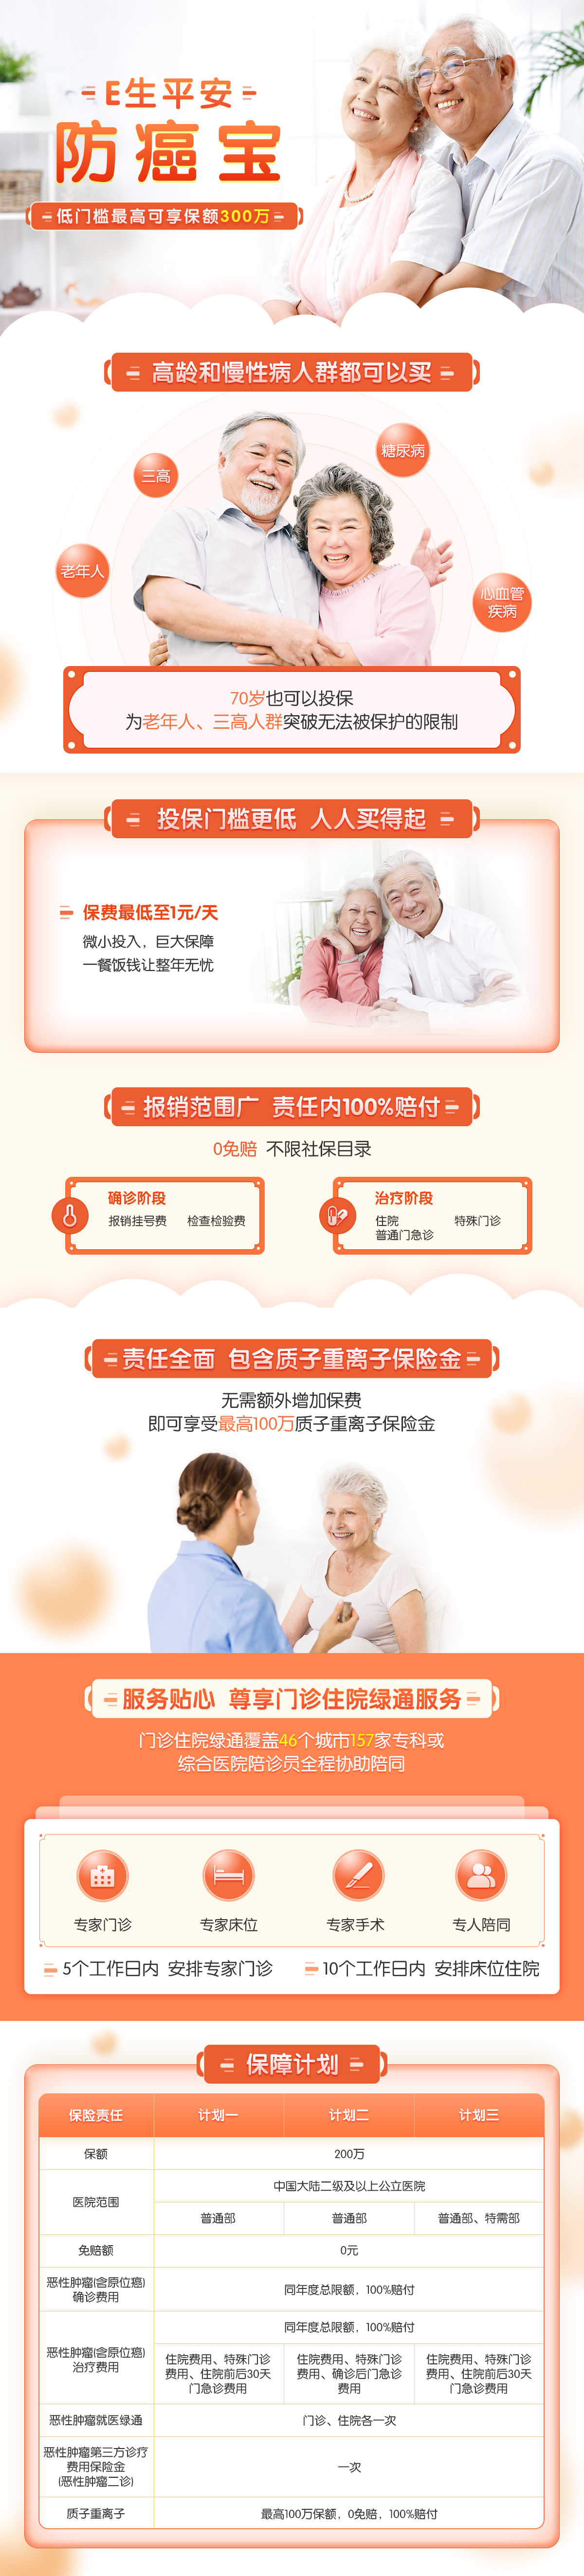 E生平安
防癌宝
低门槛最高可享保额300万
高龄和慢性病人群都可以买
糖尿病
三高
老年人
心血管
疾病
70岁也可以投保
为老年人、三高人群突破无法被保护的限制
投保门槛更低 人人买得起
保费最低至1元/天
微小投入，巨大保障
一餐饭钱让整年无忧
报销范围广 责任内100%赔付
0免赔 不限社保目录
确诊阶段
报销挂号费 检查检验费
治疗阶段
住院 特殊门诊
普通门急诊
责任全面 包含质子重离子保险金
无需额外增加保费
即可享受最高100万质子重离子保险金
服务贴心 尊享门诊住院绿通服务
门诊住院绿通覆盖46个城市157家专科或
综合医院陪诊员全程协助陪同
专家门诊 专家床位 专家手术 专人陪同
5个工作日内 安排专家门诊 10个工作日内 安排床位住院
保障计划
保险责任 计划一 计划二 计划三
保额 200万
医院范围 中国大陆二级及以上公立医院
普通部 普通部 普通部、特需部
免赔额 0元
恶性肿瘤(含原位癌)
确诊费用
同年度总限额，100%赔付
恶性肿瘤(含原位癌)
治疗费用
同年度总限额，100%赔付
住院费用、特殊门诊
费用、住院前后30天
门急诊费用
住院费用、特殊门诊
费用、确诊后门急诊
费用
住院费用、特殊门诊
费用、住院前后30天
门急诊费用
恶性肿瘤就医绿通 门诊、住院各一次
恶性肿瘤第三方诊疗
费用保险金
(恶性肿瘤二诊)
一次
质子重离子 最高100万保额，0免赔，100%赔付